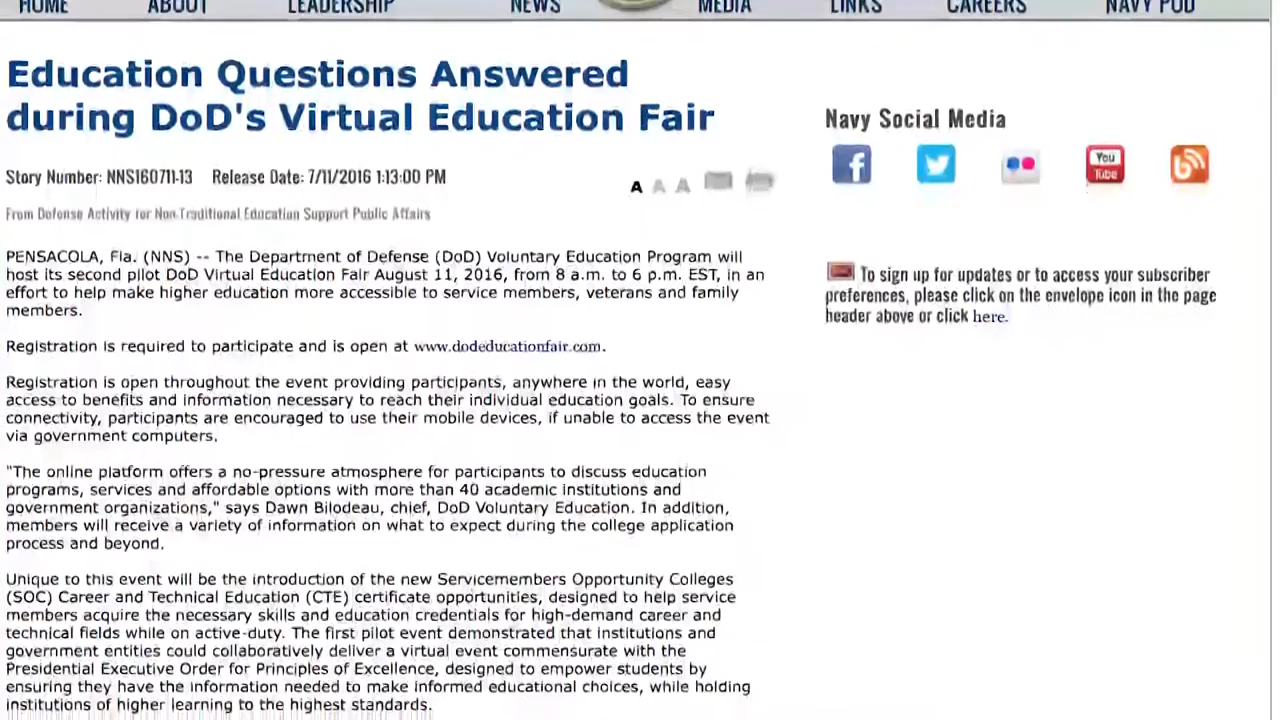 HOME ABOUT LEADERSHIP NEWS MEDIA LINKS CAREERS NAVY POD
Education Questions Answered
during DoD's Virtual Education Fair
Story Number: NNS160711-13 Release Date: 7/11/2016 1:13:00 PM
A A A
From Defense Activity for Non-Traditional Education Support Public Affairs
PENSACOLA, Fla. (NNS) -- The Department of Defense (DoD) Voluntary Education Program will
host its second pilot DoD Virtual Education Fair August 11, 2016, from 8 a.m. to 6 p.m. EST, in an
effort to help make higher education more accessible to service members, veterans and family
members.
Registration is required to participate and is open at www.dodeducationfair.com.
Registration is open throughout the event providing participants, anywhere in the world, easy
access to benefits and information necessary to reach their individual education goals. To ensure
connectivity, participants are encouraged to use their mobile devices, if unable to access the event
via government computers.
"The online platform offers a no-pressure atmosphere for participants to discuss education
programs, services and affordable options with more than 40 academic institutions and
government organizations," says Dawn Bilodeau, chief, DoD Voluntary Education. In addition,
members will receive a variety of information on what to expect during the college application
process and beyond.
Unique to this event will be the introduction of the new Servicemembers Opportunity Colleges
(SOC) Career and Technical Education (CTE) certificate opportunities, designed to help service
members acquire the necessary skills and education credentials for high-demand career and
technical fields while on active-duty. The first pilot event demonstrated that institutions and
government entities could collaboratively deliver a virtual event commensurate with the
Presidential Executive Order for Principles of Excellence, designed to empower students by
ensuring they have the information needed to make informed educational choices, while holding
institutions of higher learning to the highest standards.
Navy Social Media
You
Tube
To sign up for updates or to access your subscriber
preferences, please click on the envelope icon in the page
header above or click here.